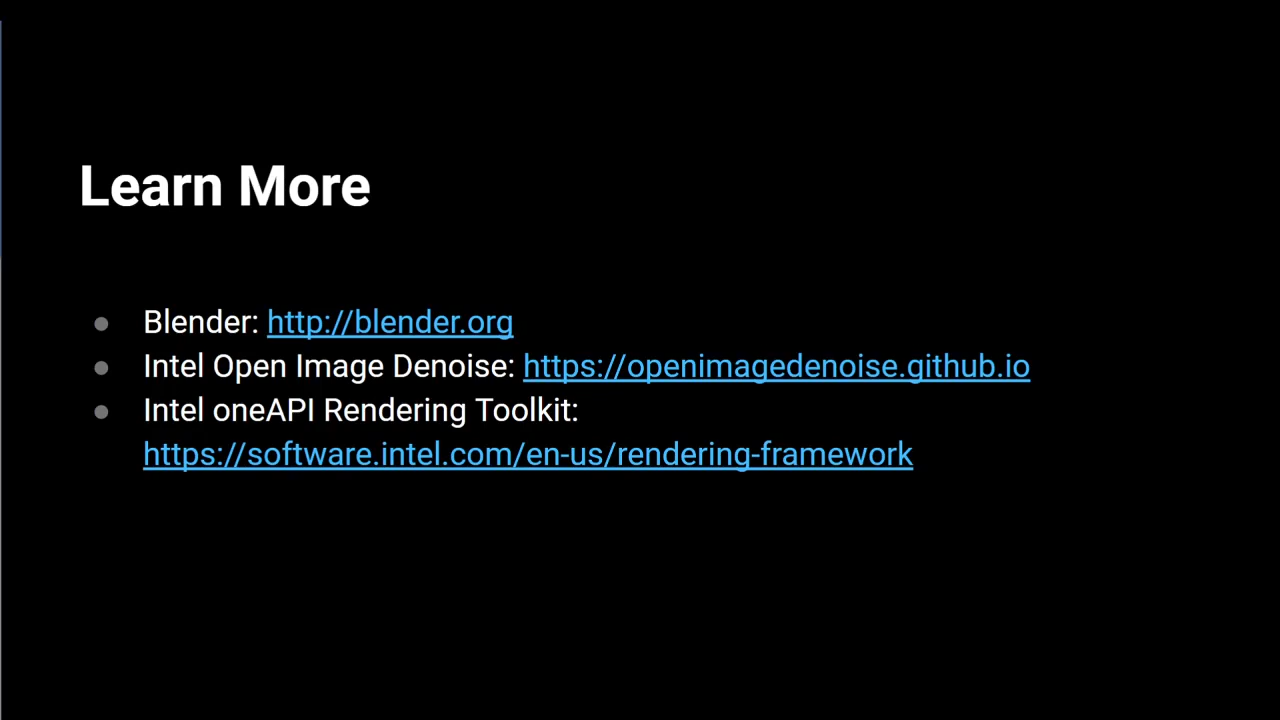 Learn More
Blender: http://blender.org
Intel Open Image Denoise: https://openimagedenoise.github.io
Intel oneAPI Rendering Toolkit:
https://software.intel.com/en-us/rendering-framework